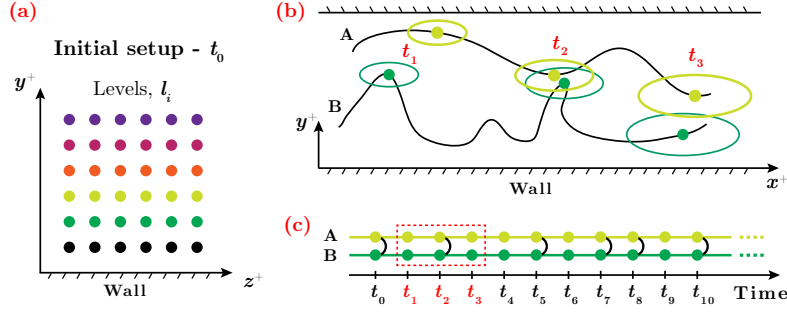 (a)
Initial setup - t₀
y⁺
Levels, lᵢ
Wall
z⁺
(b)
A
t₁
t₂
t₃
B
y⁺
Wall
x⁺
(c)
A
B
t₀ t₁ t₂ t₃ t₄ t₅ t₆ t₇ t₈ t₉ t₁₀ Time